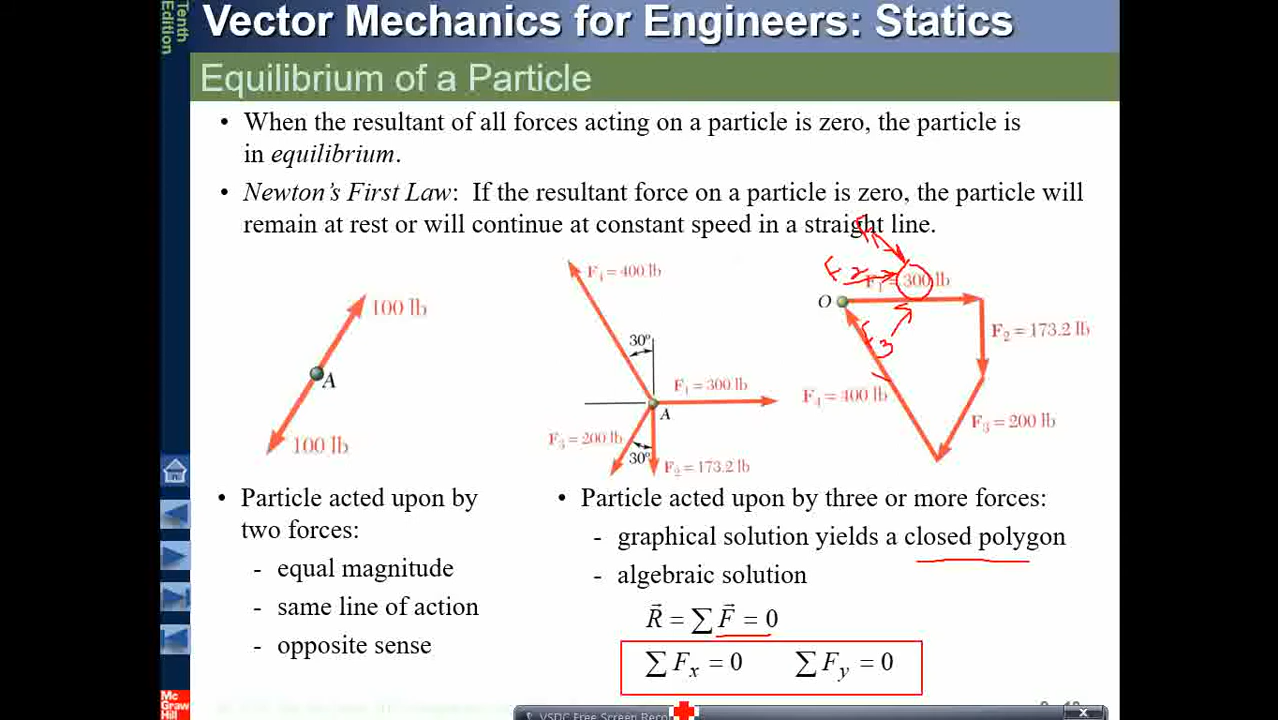 Tenth
Edition
Vector Mechanics for Engineers: Statics
Equilibrium of a Particle
• When the resultant of all forces acting on a particle is zero, the particle is
in equilibrium.
• Newton's First Law: If the resultant force on a particle is zero, the particle will
remain at rest or will continue at constant speed in a straight line.
100 lb
A
100 lb
F₄ = 400 lb
30°
F₁ = 300 lb
A
F₃ = 200 lb
30°
F₂ = 173.2 lb
F₁
F₂
F₁ = 300 lb
O
F₂ = 173.2 lb
F₃
F₄ = 400 lb
F₃ = 200 lb
• Particle acted upon by
two forces:
- equal magnitude
- same line of action
- opposite sense
• Particle acted upon by three or more forces:
- graphical solution yields a closed polygon
- algebraic solution
R⃗ = ∑ F⃗ = 0
∑ Fₓ = 0 ∑ F_y = 0
Mc
Graw
Hill
VSDC Free Screen Reco